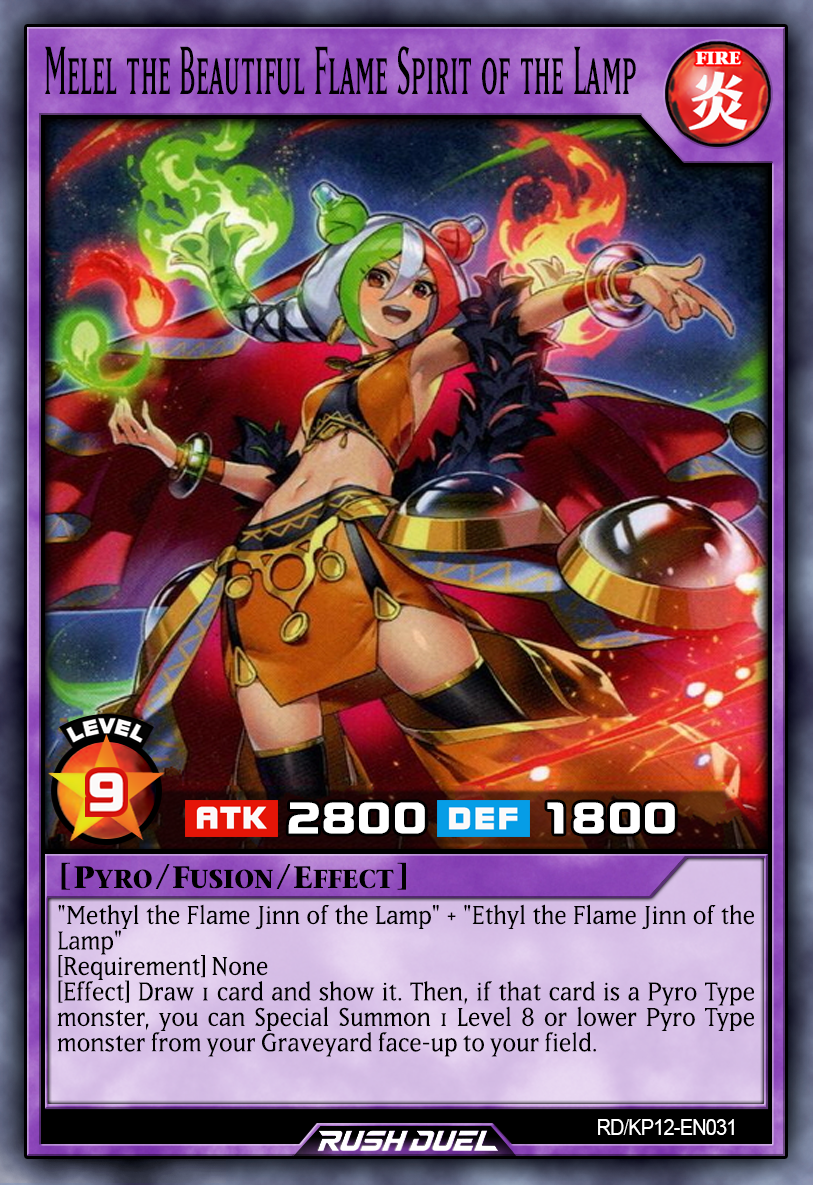 Melel the Beautiful Flame Spirit of the Lamp
FIRE
炎
LEVEL
9
ATK 2800 DEF 1800
[Pyro/Fusion/Effect]
"Methyl the Flame Jinn of the Lamp" + "Ethyl the Flame Jinn of the
Lamp"
[Requirement] None
[Effect] Draw 1 card and show it. Then, if that card is a Pyro Type
monster, you can Special Summon 1 Level 8 or lower Pyro Type
monster from your Graveyard face-up to your field.
RD/KP12-EN031
RUSH DUEL